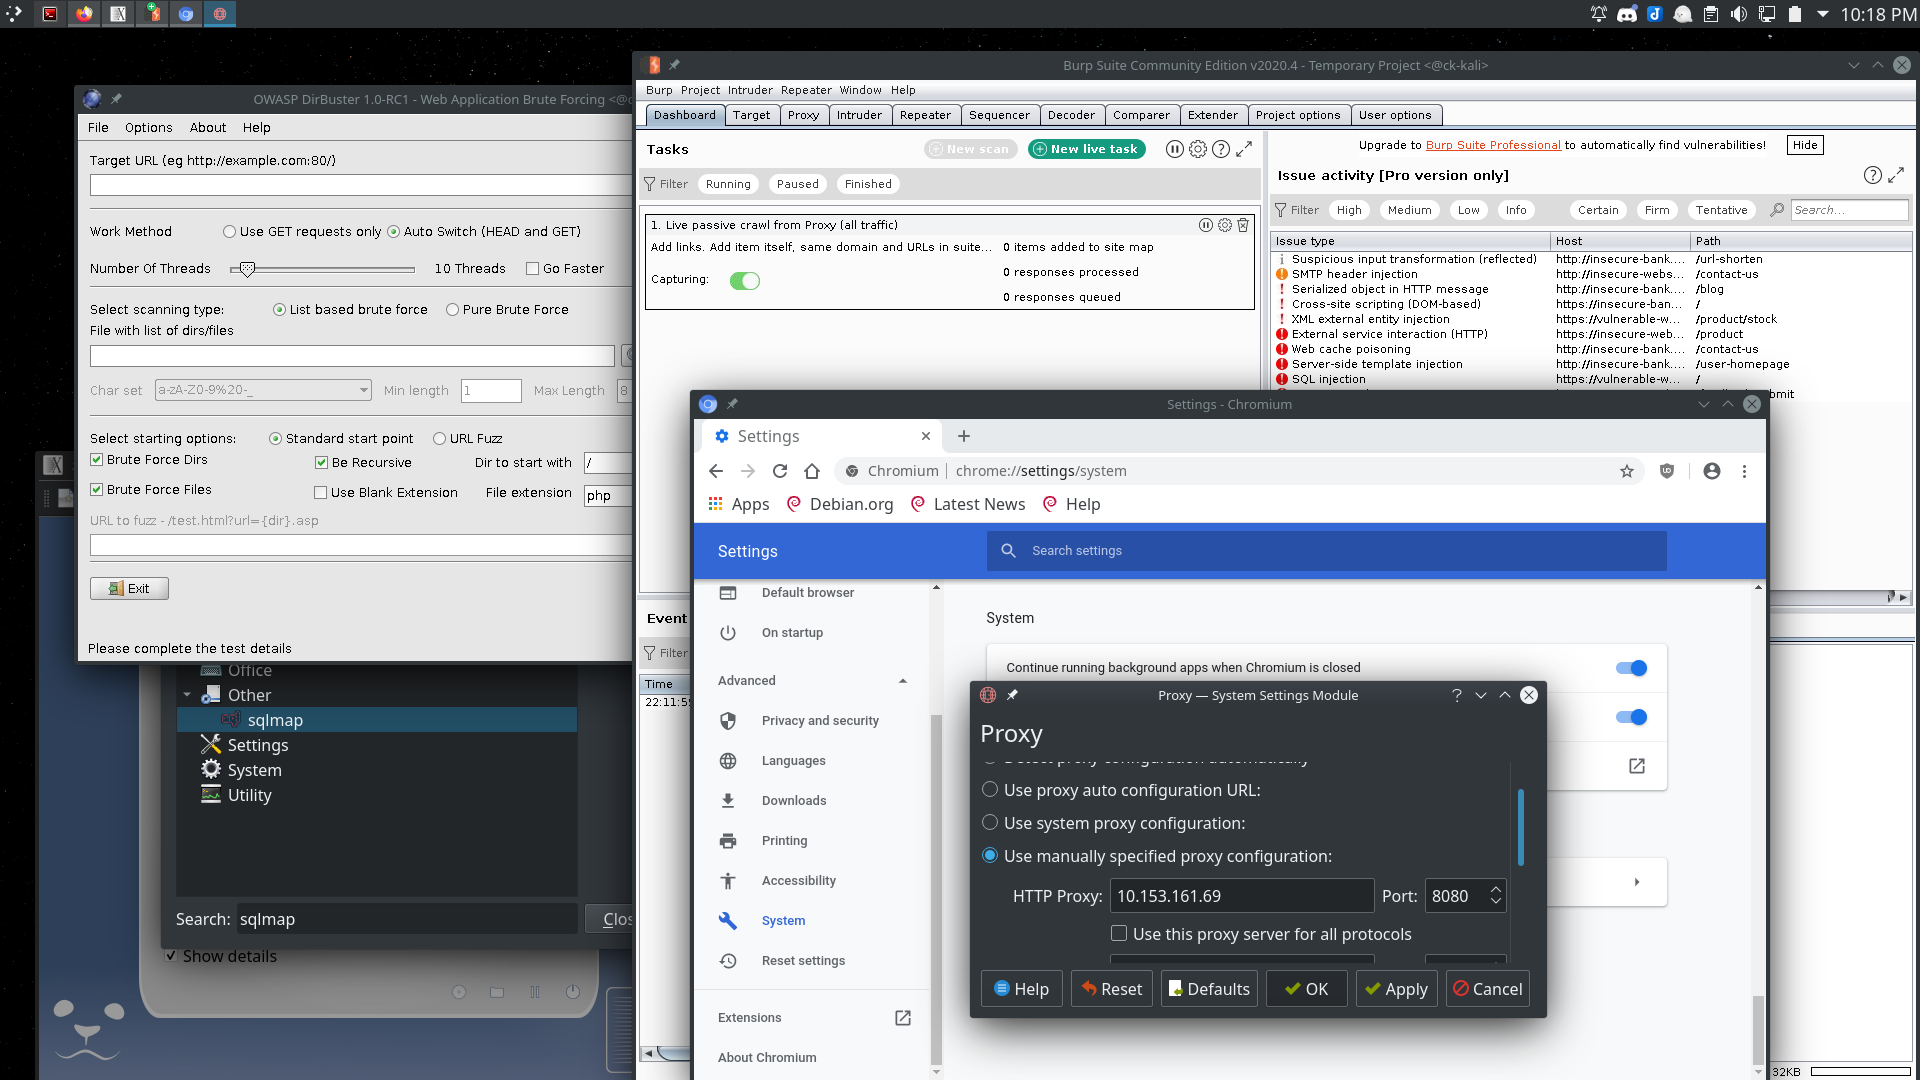 10:18 PM
OWASP DirBuster 1.0-RC1 - Web Application Brute Forcing <@c
File Options About Help
Target URL (eg http://example.com:80/)
Work Method Use GET requests only Auto Switch (HEAD and GET)
Number Of Threads 10 Threads Go Faster
Select scanning type: List based brute force Pure Brute Force
File with list of dirs/files
Char set a-zA-Z0-9%20-_ Min length 1 Max Length 8
Select starting options: Standard start point URL Fuzz
Brute Force Dirs Be Recursive Dir to start with /
Brute Force Files Use Blank Extension File extension php
URL to fuzz - /test.html?url={dir}.asp
Exit
Please complete the test details
Office
Other
sqlmap
Settings
System
Utility
Search: sqlmap Clos
Show details
Burp Suite Community Edition v2020.4 - Temporary Project <@ck-kali>
Burp Project Intruder Repeater Window Help
Dashboard Target Proxy Intruder Repeater Sequencer Decoder Comparer Extender Project options User options
Tasks New scan New live task
Filter Running Paused Finished
1. Live passive crawl from Proxy (all traffic)
Add links. Add item itself, same domain and URLs in suite... 0 items added to site map
Capturing: 0 responses processed
0 responses queued
Event
Filter
Time
22:11:5
Upgrade to Burp Suite Professional to automatically find vulnerabilities! Hide
Issue activity [Pro version only]
Filter High Medium Low Info Certain Firm Tentative Search...
Issue type Host Path
Suspicious input transformation (reflected) http://insecure-bank.... /url-shorten
SMTP header injection http://insecure-webs... /contact-us
Serialized object in HTTP message http://insecure-bank.... /blog
Cross-site scripting (DOM-based) http://insecure-ban... /
XML external entity injection https://vulnerable-w... /product/stock
External service interaction (HTTP) http://insecure-web... /product
Web cache poisoning http://insecure-bank.... /contact-us
Server-side template injection http://insecure-bank.... /user-homepage
SQL injection https://vulnerable-w... /
bmit
32KB
Settings - Chromium
Settings
Chromium chrome://settings/system
Apps Debian.org Latest News Help
Settings Search settings
Default browser
On startup
Advanced
Privacy and security
Languages
Downloads
Printing
Accessibility
System
Reset settings
Extensions
About Chromium
System
Continue running background apps when Chromium is closed
Proxy — System Settings Module
Proxy
Detect proxy configuration automatically
Use proxy auto configuration URL:
Use system proxy configuration:
Use manually specified proxy configuration:
HTTP Proxy: 10.153.161.69 Port: 8080
Use this proxy server for all protocols
Help Reset Defaults OK Apply Cancel